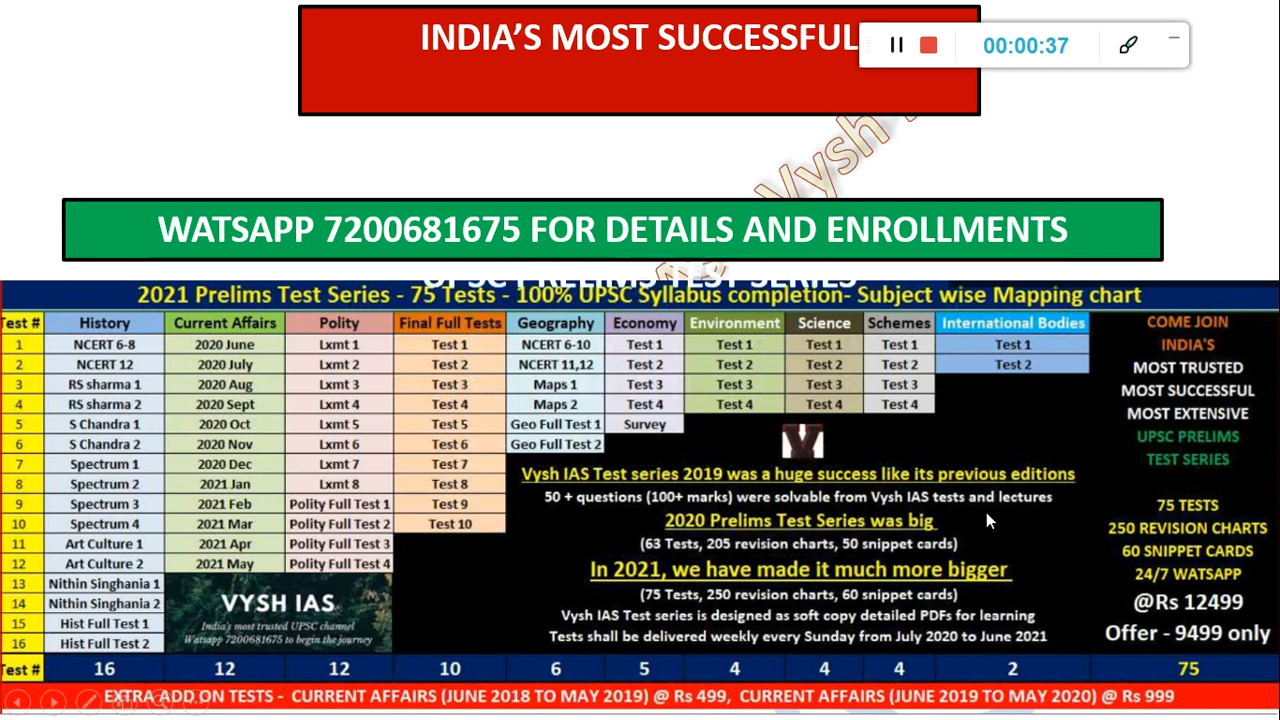 INDIA’S MOST SUCCESSFUL
00:00:37
Vysh
WATSAPP 7200681675 FOR DETAILS AND ENROLLMENTS
UPSC PRELIMS TEST SERIES
2021 Prelims Test Series - 75 Tests - 100% UPSC Syllabus completion- Subject wise Mapping chart
Test # History Current Affairs Polity Final Full Tests Geography Economy Environment Science Schemes International Bodies
1 NCERT 6-8 2020 June Lxmt 1 Test 1 NCERT 6-10 Test 1 Test 1 Test 1 Test 1 Test 1
2 NCERT 12 2020 July Lxmt 2 Test 2 NCERT 11,12 Test 2 Test 2 Test 2 Test 2 Test 2
3 RS sharma 1 2020 Aug Lxmt 3 Test 3 Maps 1 Test 3 Test 3 Test 3 Test 3
4 RS sharma 2 2020 Sept Lxmt 4 Test 4 Maps 2 Test 4 Test 4 Test 4 Test 4
5 S Chandra 1 2020 Oct Lxmt 5 Test 5 Geo Full Test 1 Survey
6 S Chandra 2 2020 Nov Lxmt 6 Test 6 Geo Full Test 2
7 Spectrum 1 2020 Dec Lxmt 7 Test 7
8 Spectrum 2 2021 Jan Lxmt 8 Test 8
9 Spectrum 3 2021 Feb Polity Full Test 1 Test 9
10 Spectrum 4 2021 Mar Polity Full Test 2 Test 10
11 Art Culture 1 2021 Apr Polity Full Test 3
12 Art Culture 2 2021 May Polity Full Test 4
13 Nithin Singhania 1
14 Nithin Singhania 2
15 Hist Full Test 1
16 Hist Full Test 2
VYSH IAS
India's most trusted UPSC channel
Watsapp 7200681675 to begin the journey
V
Vysh IAS Test series 2019 was a huge success like its previous editions
50 + questions (100+ marks) were solvable from Vysh IAS tests and lectures
2020 Prelims Test Series was big
(63 Tests, 205 revision charts, 50 snippet cards)
In 2021, we have made it much more bigger
(75 Tests, 250 revision charts, 60 snippet cards)
Vysh IAS Test series is designed as soft copy detailed PDFs for learning
Tests shall be delivered weekly every Sunday from July 2020 to June 2021
COME JOIN
INDIA'S
MOST TRUSTED
MOST SUCCESSFUL
MOST EXTENSIVE
UPSC PRELIMS
TEST SERIES
75 TESTS
250 REVISION CHARTS
60 SNIPPET CARDS
24/7 WATSAPP
@Rs 12499
Offer - 9499 only
Test # 16 12 12 10 6 5 4 4 4 2 75
EXTRA ADD ON TESTS - CURRENT AFFAIRS (JUNE 2018 TO MAY 2019) @ Rs 499, CURRENT AFFAIRS (JUNE 2019 TO MAY 2020) @ Rs 999